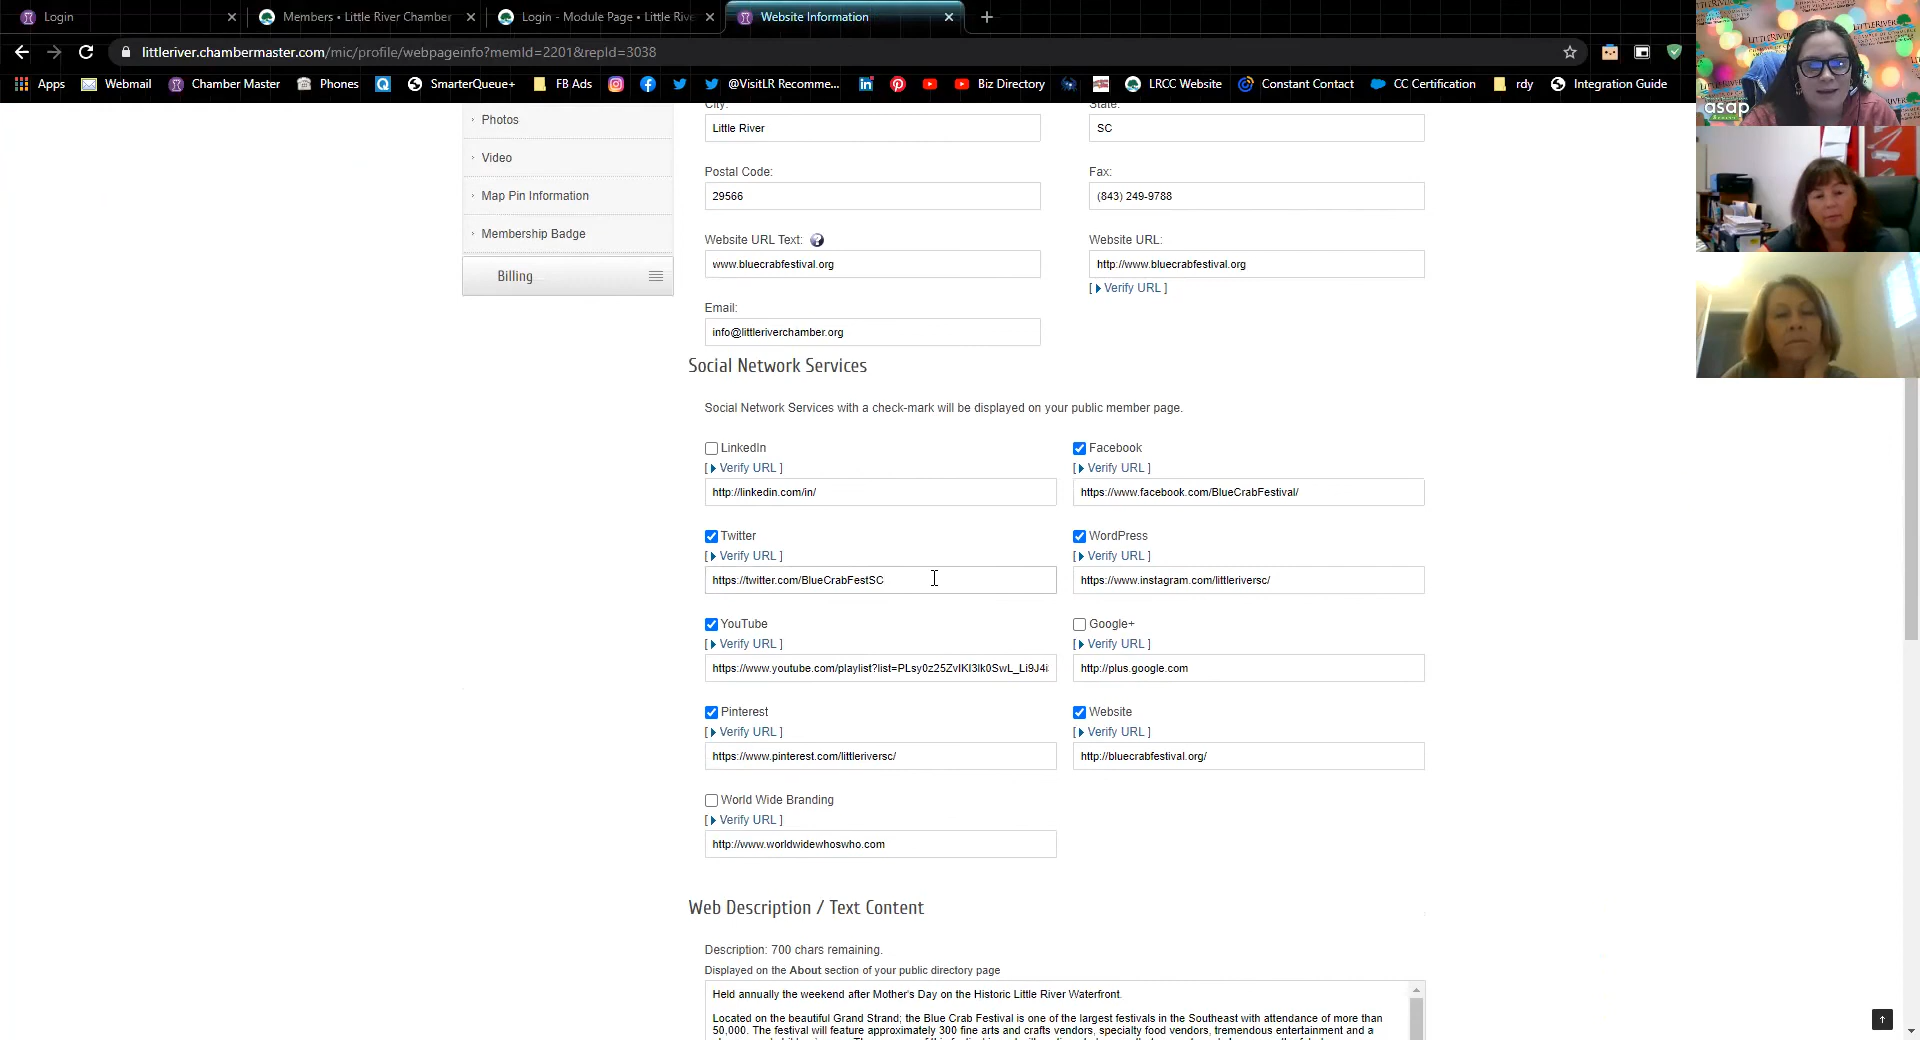 Login
Members • Little River Chamber
Login - Module Page • Little Rive
Website Information
littleriver.chambermaster.com/mic/profile/webpageinfo?memId=2201&repId=3038
Apps Webmail Chamber Master Phones SmarterQueue+ FB Ads @VisitLR Recomme... Biz Directory LRCC Website Constant Contact CC Certification rdy Integration Guide
asap
Photos
Video
Map Pin Information
Membership Badge
Billing
City: State:
Little River SC
Postal Code: Fax:
29566 (843) 249-9788
Website URL Text: Website URL:
www.bluecrabfestival.org http://www.bluecrabfestival.org
[ Verify URL ]
Email:
info@littleriverchamber.org
Social Network Services
Social Network Services with a check-mark will be displayed on your public member page.
LinkedIn Facebook
[ Verify URL ] [ Verify URL ]
http://linkedin.com/in/ https://www.facebook.com/BlueCrabFestival/
Twitter WordPress
[ Verify URL ] [ Verify URL ]
https://twitter.com/BlueCrabFestSC https://www.instagram.com/littleriversc/
YouTube Google+
[ Verify URL ] [ Verify URL ]
https://www.youtube.com/playlist?list= http://plus.google.com
Pinterest Website
[ Verify URL ] [ Verify URL ]
https://www.pinterest.com/littleriversc/ http://bluecrabfestival.org/
World Wide Branding
[ Verify URL ]
http://www.worldwidewhoswho.com
Web Description / Text Content
Description: 700 chars remaining.
Displayed on the About section of your public directory page
Held annually the weekend after Mother's Day on the Historic Little River Waterfront.
Located on the beautiful Grand Strand; the Blue Crab Festival is one of the largest festivals in the Southeast with attendance of more than
50,000. The festival will feature approximately 300 fine arts and crafts vendors, specialty food vendors, tremendous entertainment and a